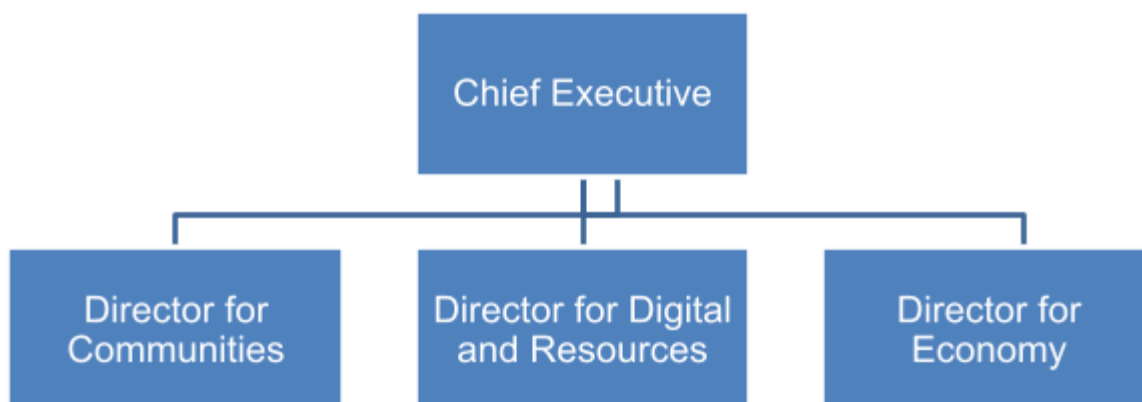 Chief Executive
Director for
Communities
Director for Digital
and Resources
Director for
Economy